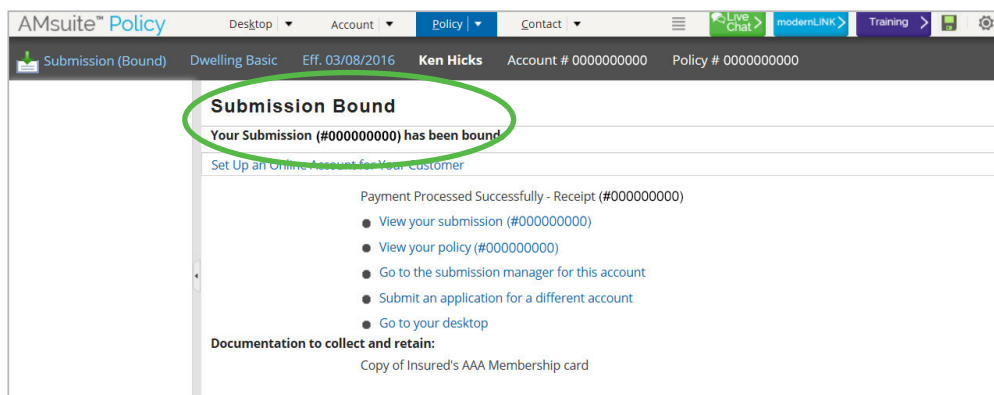 AMsuite™ Policy Desktop Account Policy Contact Live Chat modernLINK Training
Submission (Bound) Dwelling Basic Eff. 03/08/2016 Ken Hicks Account # 0000000000 Policy # 0000000000
Submission Bound
Your Submission (#000000000) has been bound
Set Up an Online Account for Your Customer
Payment Processed Successfully - Receipt (#000000000)
View your submission (#000000000)
View your policy (#000000000)
Go to the submission manager for this account
Submit an application for a different account
Go to your desktop
Documentation to collect and retain:
Copy of Insured's AAA Membership card